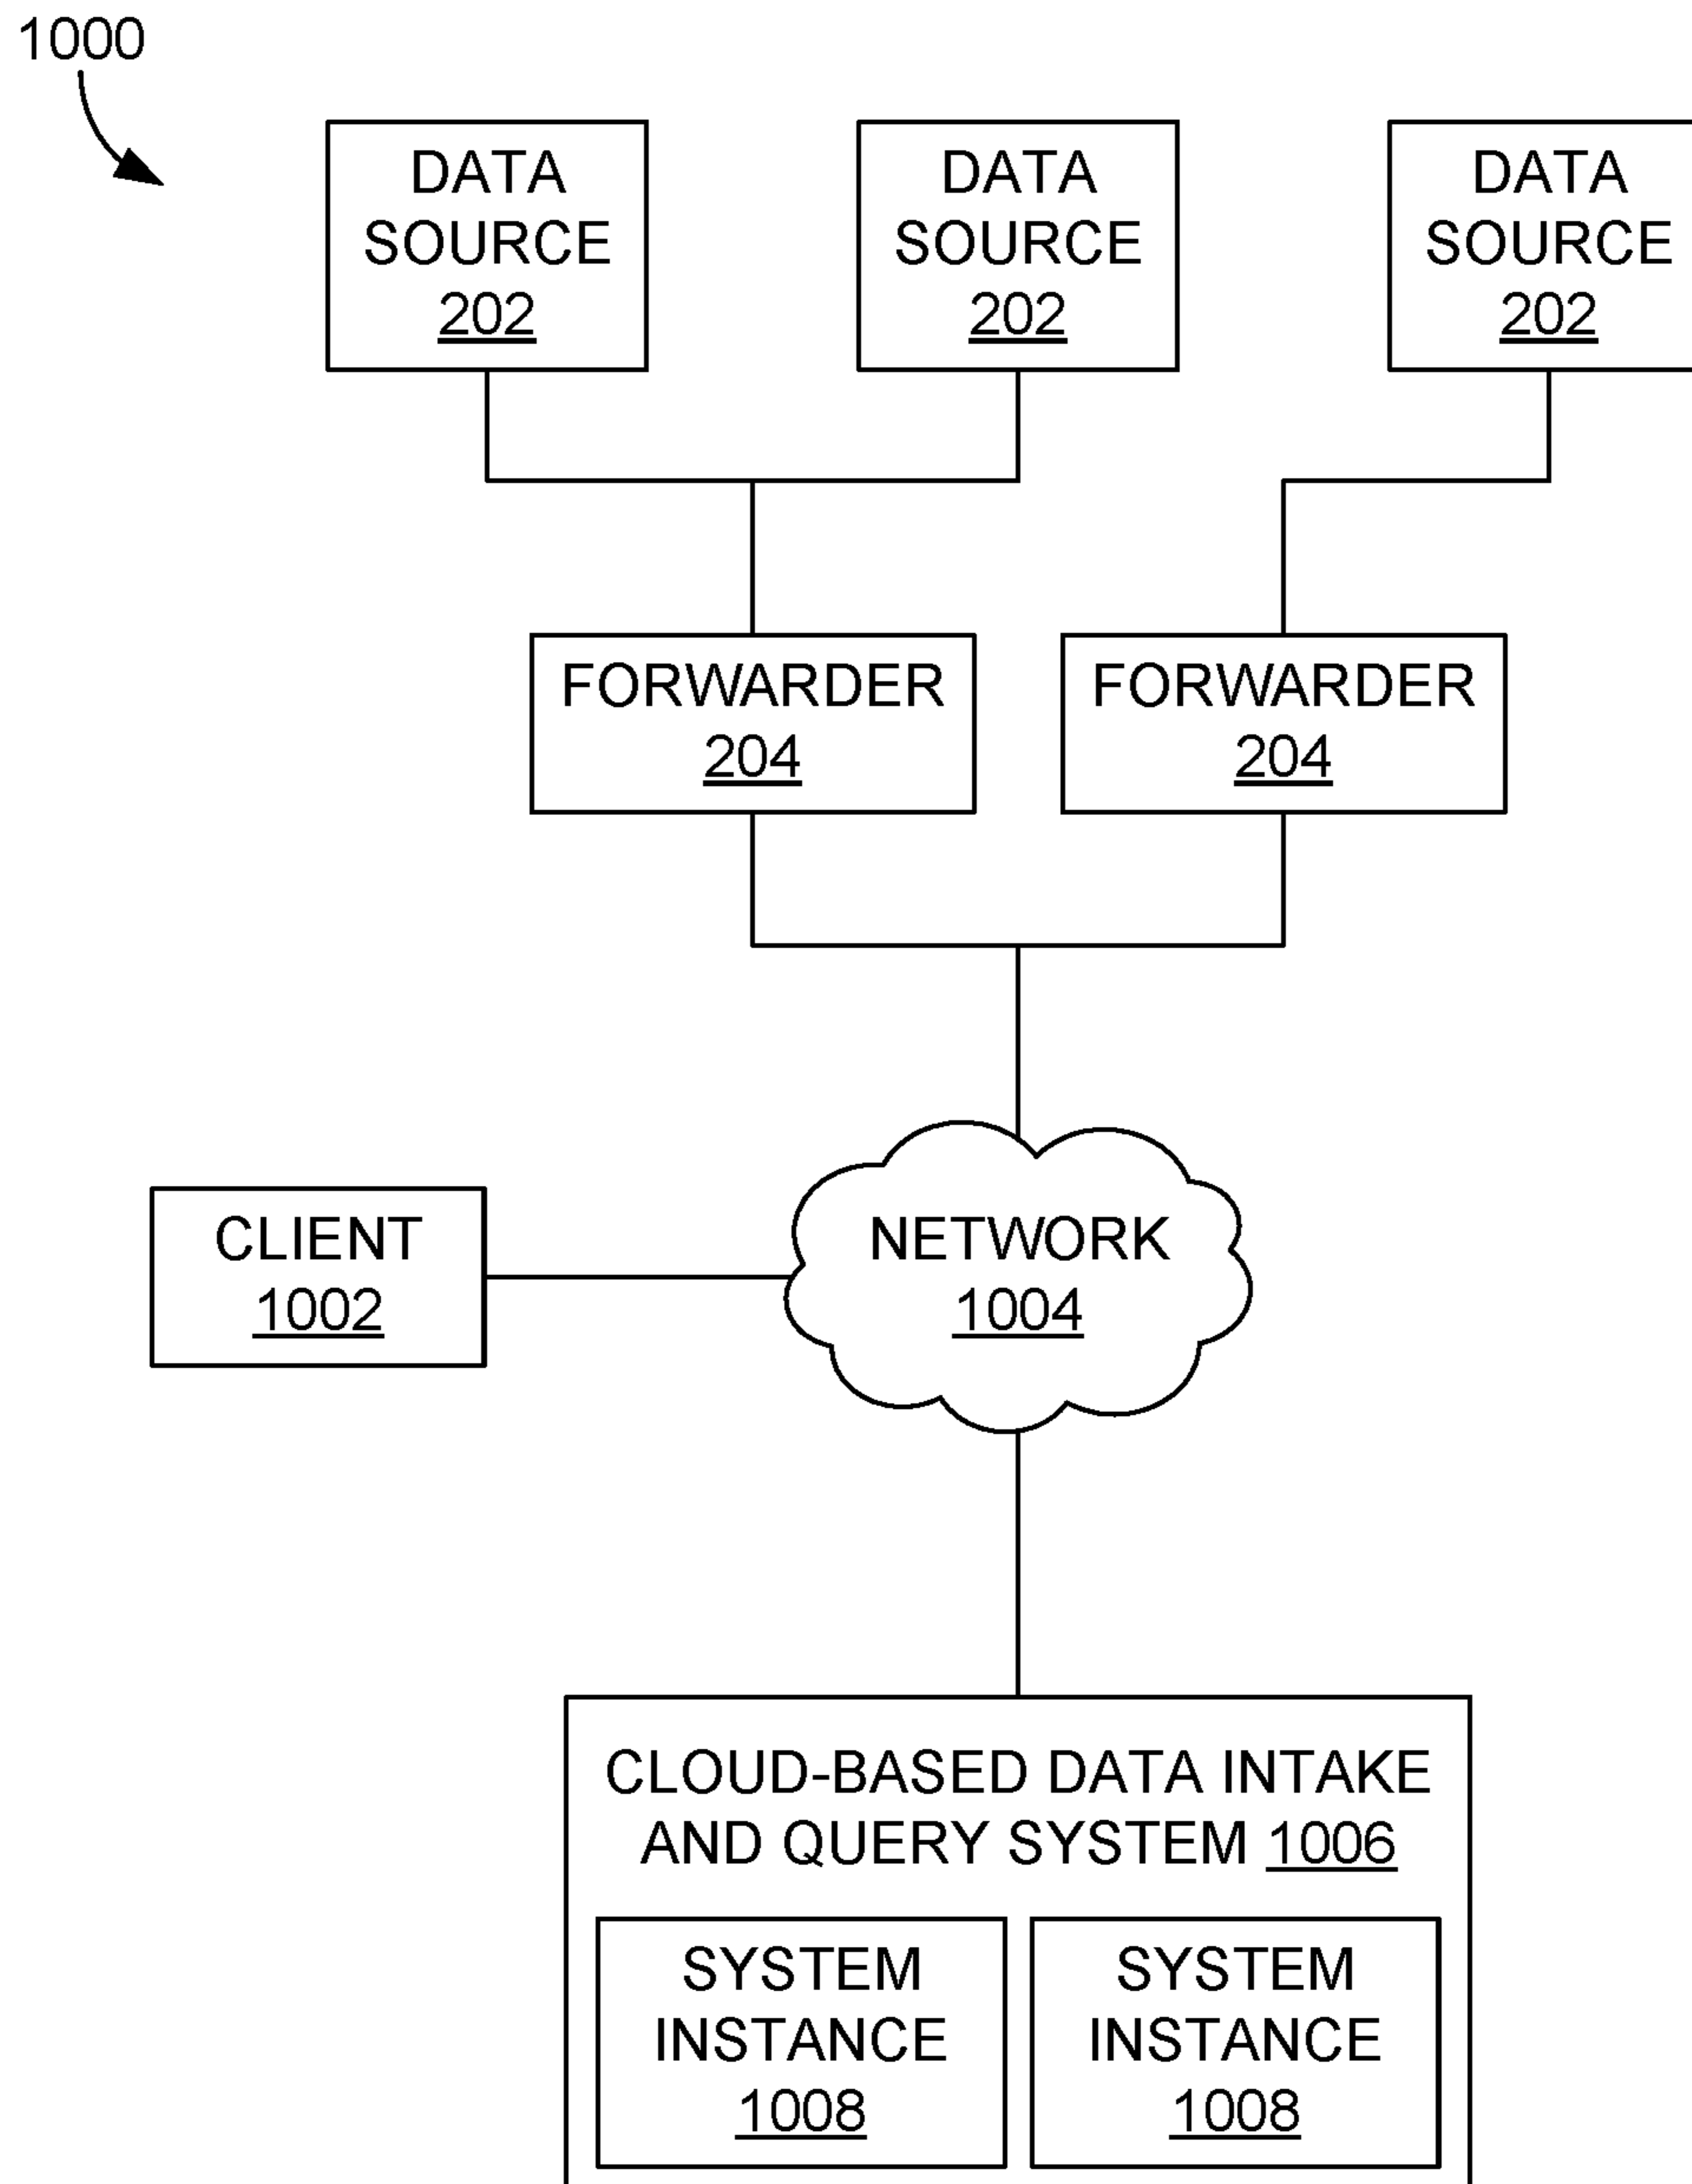 1000
DATA
SOURCE
202
DATA
SOURCE
202
DATA
SOURCE
202
FORWARDER
204
FORWARDER
204
CLIENT
1002
NETWORK
1004
CLOUD-BASED DATA INTAKE
AND QUERY SYSTEM 1006
SYSTEM
INSTANCE
1008
SYSTEM
INSTANCE
1008